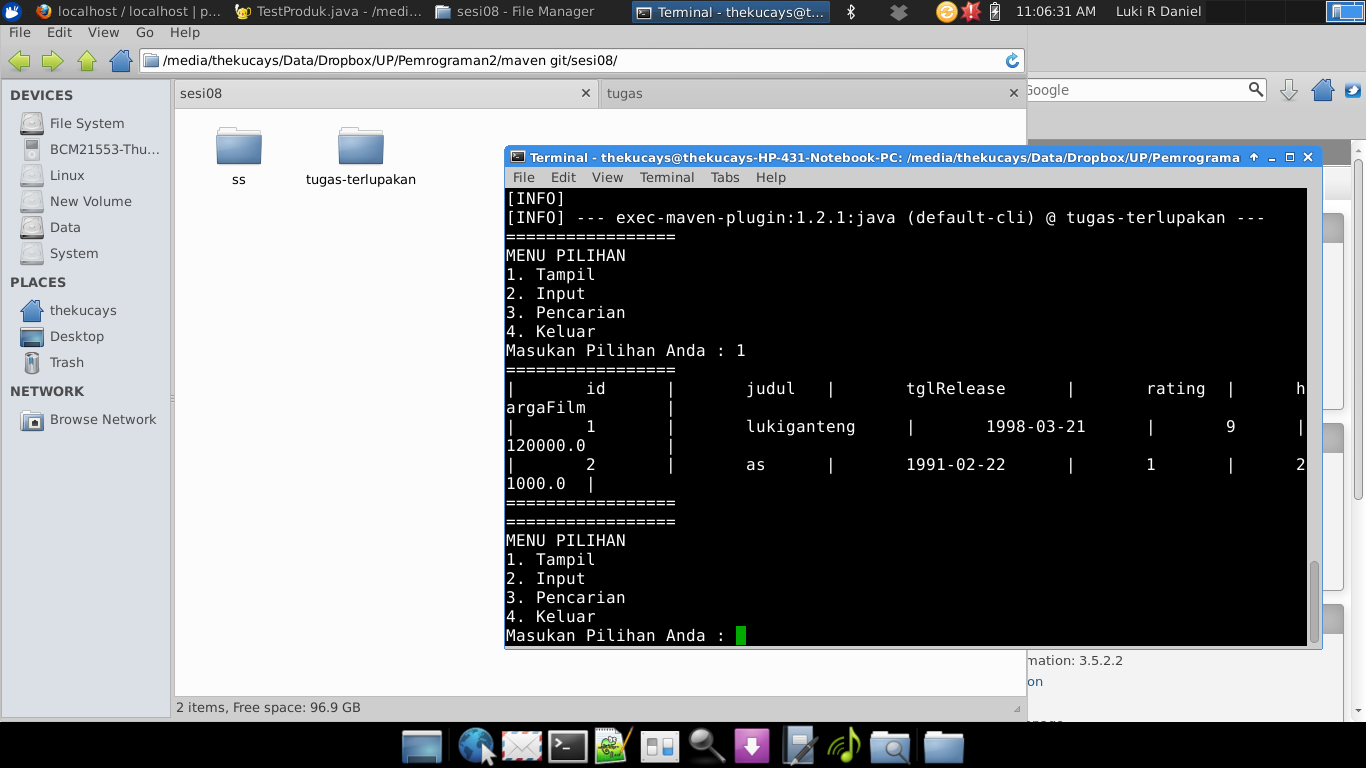 localhost / localhost | p...
TestProduk.java - /medi...
sesi08 - File Manager
Terminal - thekucays@t...
11:06:31 AM
Luki R Daniel
File Edit View Go Help
/media/thekucays/Data/Dropbox/UP/Pemrograman2/maven git/sesi08/
Google
DEVICES
File System
BCM21553-Thu...
Linux
New Volume
Data
System
PLACES
thekucays
Desktop
Trash
NETWORK
Browse Network
sesi08
tugas
ss
tugas-terlupakan
2 items, Free space: 96.9 GB
Terminal - thekucays@thekucays-HP-431-Notebook-PC: /media/thekucays/Data/Dropbox/UP/Pemrograma
File Edit View Terminal Tabs Help
[INFO]
[INFO] --- exec-maven-plugin:1.2.1:java (default-cli) @ tugas-terlupakan ---
=================
MENU PILIHAN
1. Tampil
2. Input
3. Pencarian
4. Keluar
Masukan Pilihan Anda : 1
=================
| id | judul | tglRelease | rating | h
argaFilm |
| 1 | lukiganteng | 1998-03-21 | 9 |
120000.0 |
| 2 | as | 1991-02-22 | 1 | 2
1000.0 |
=================
=================
MENU PILIHAN
1. Tampil
2. Input
3. Pencarian
4. Keluar
Masukan Pilihan Anda :
mation: 3.5.2.2
on